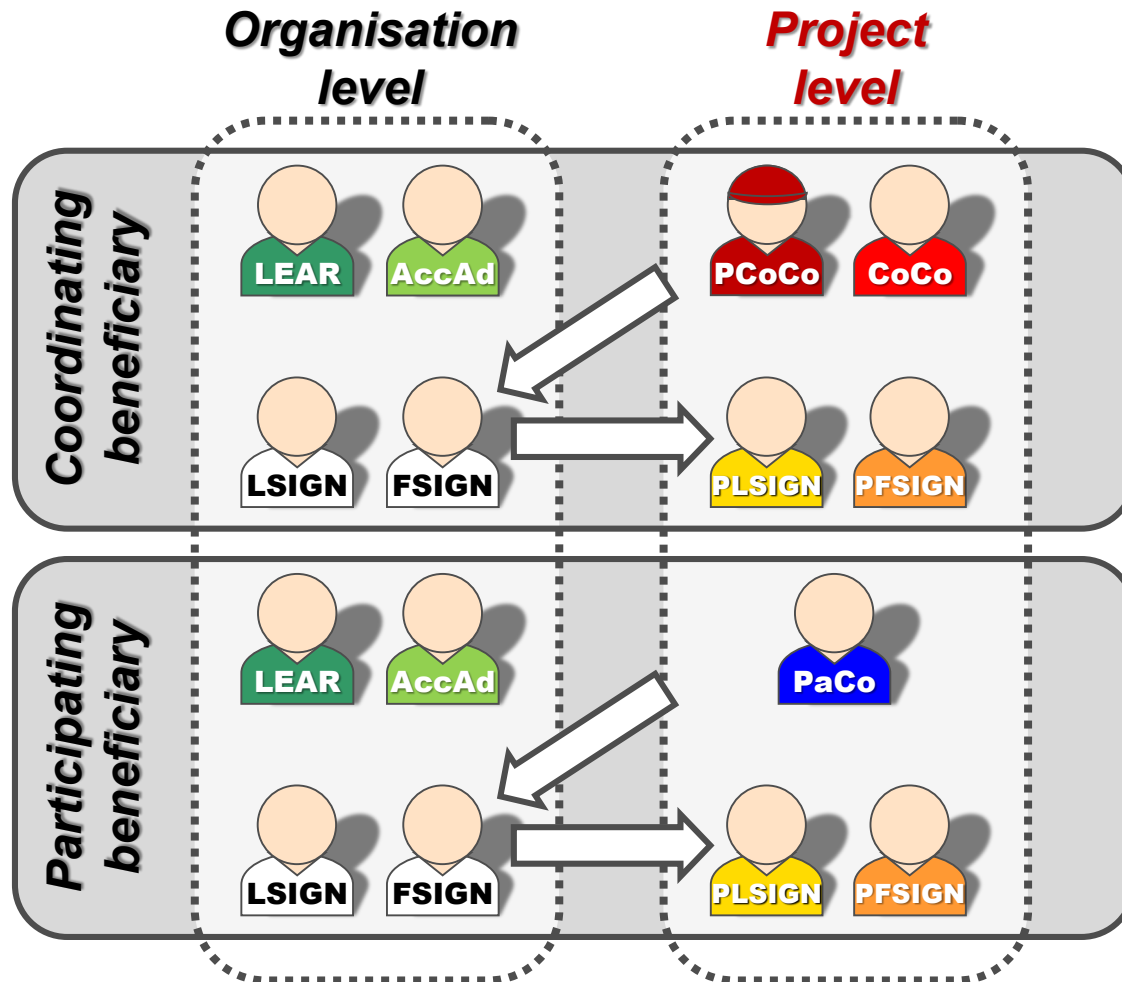 Organisation
level
Project
level
Coordinating
beneficiary
LEAR
AccAd
PCoCo
CoCo
LSIGN
FSIGN
PLSIGN
PFSIGN
Participating
beneficiary
LEAR
AccAd
PaCo
LSIGN
FSIGN
PLSIGN
PFSIGN